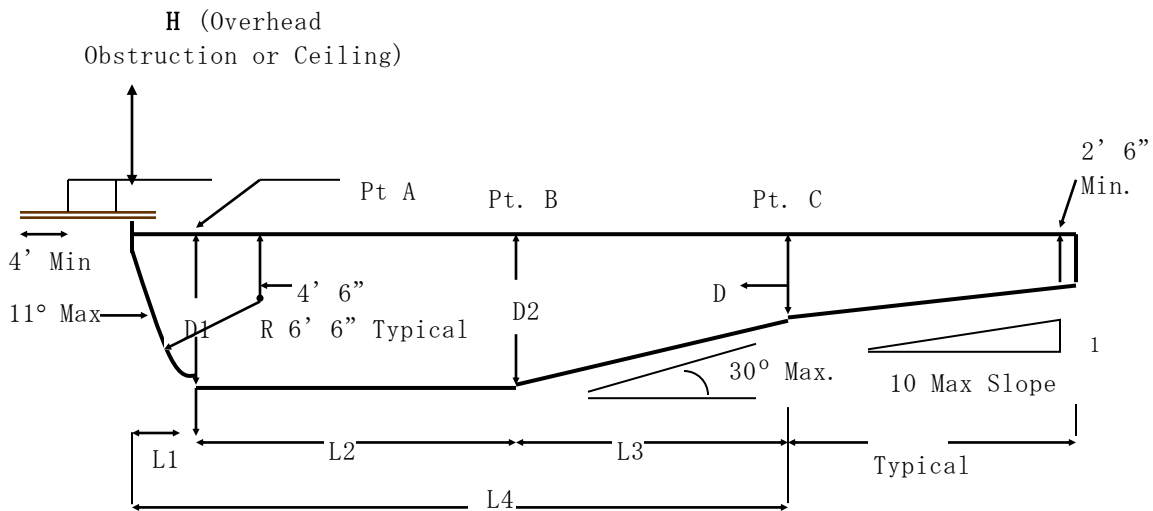 H (Overhead
Obstruction or Ceiling)
2’ 6”
Min.
Pt A
Pt. B
Pt. C
4’ Min
11° Max
D1
4’ 6”
R 6’ 6” Typical
D2
D
30° Max.
1
10 Max Slope
L1
L2
L3
Typical
L4